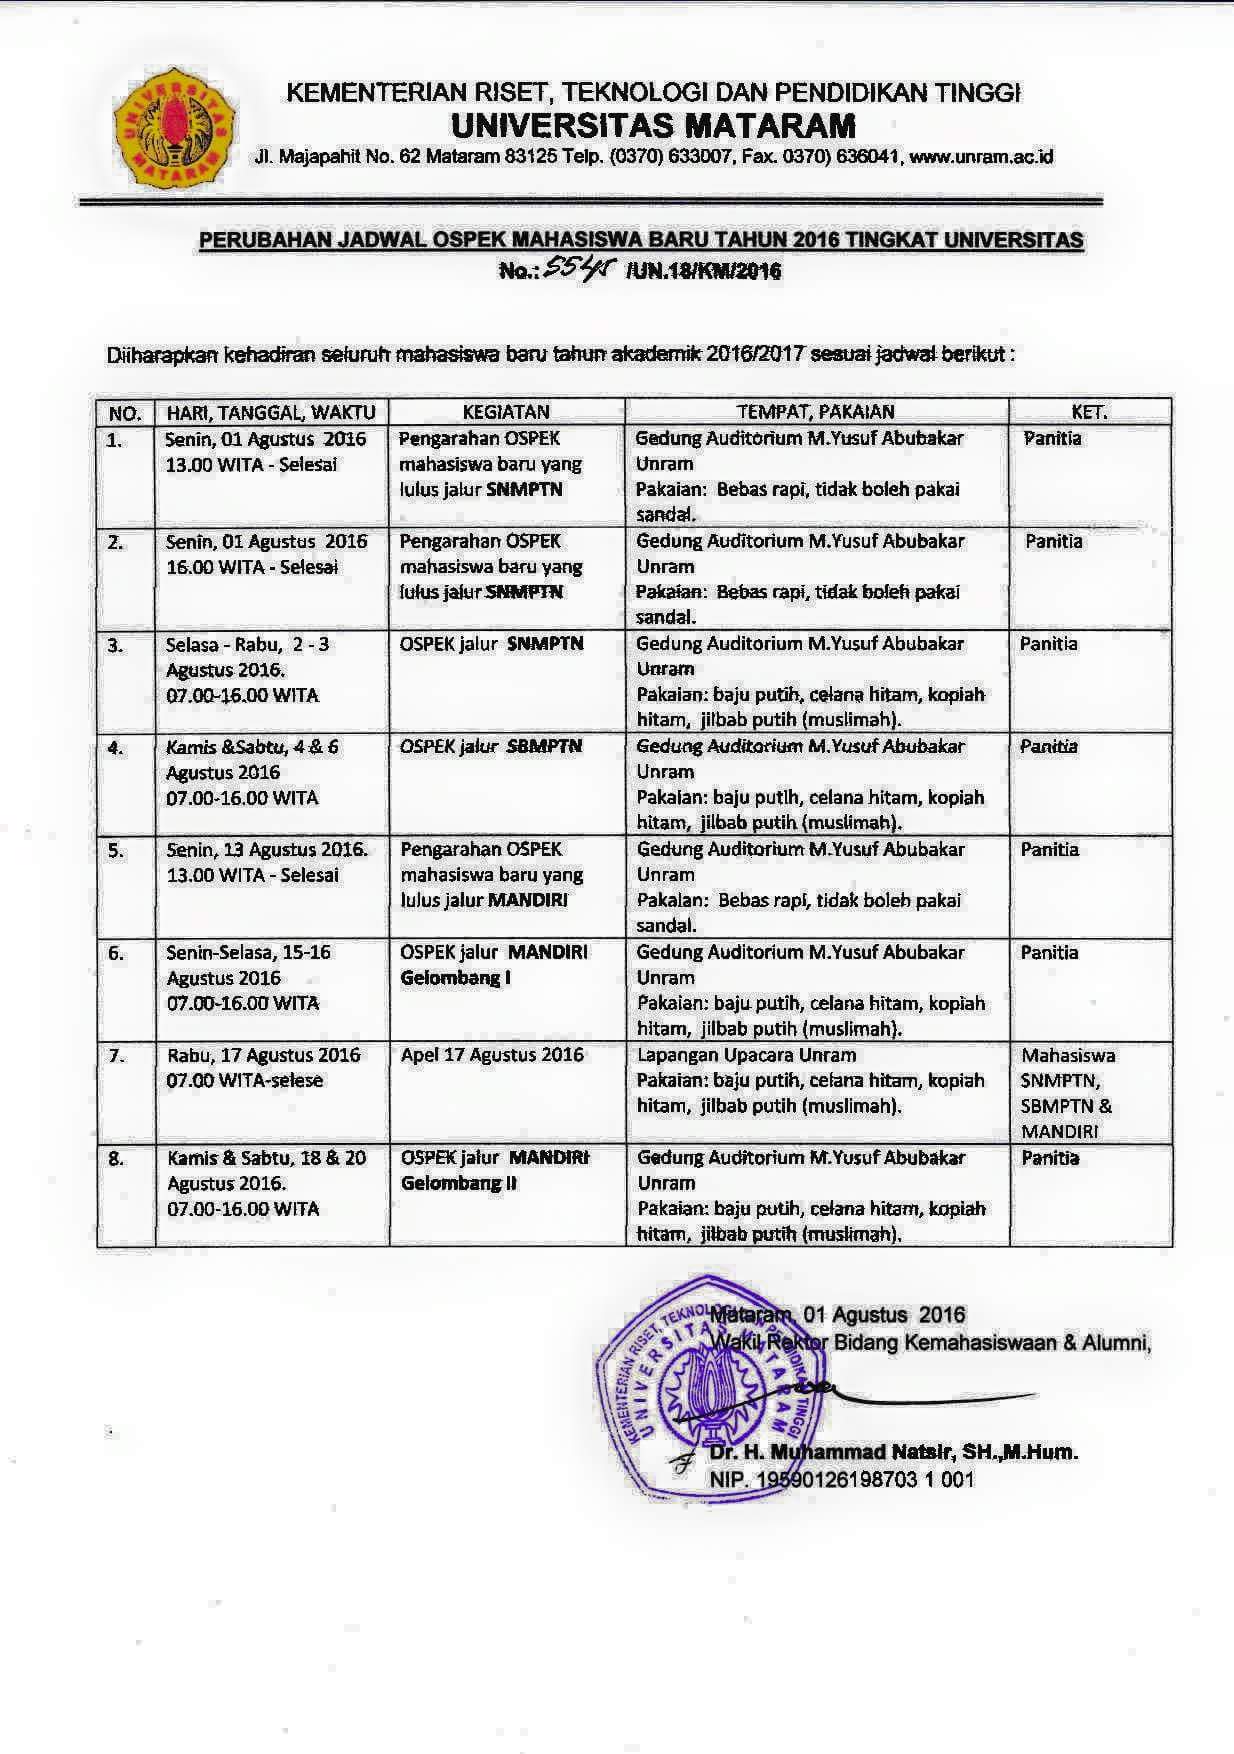 KEMENTERIAN RISET, TEKNOLOGI DAN PENDIDIKAN TINGGI
UNIVERSITAS MATARAM
Jl. Majapahit No. 62 Mataram 83125 Telp. (0370) 633007, Fax. 0370) 636041, www.unram.ac.id
UNIVERSITAS MATARAM
PERUBAHAN JADWAL OSPEK MAHASISWA BARU TAHUN 2016 TINGKAT UNIVERSITAS
No.: /UN.18/KM/2016
Diiharapkan kehadiran seluruh mahasiswa baru tahun akademik 2016/2017 sesuai jadwal berikut :
NO. HARI, TANGGAL, WAKTU KEGIATAN TEMPAT, PAKAIAN KET.
1. Senin, 01 Agustus 2016 Pengarahan OSPEK Gedung Auditorium M.Yusuf Abubakar Panitia
13.00 WITA - Selesai mahasiswa baru yang Unram
lulus jalur SNMPTN Pakaian: Bebas rapi, tidak boleh pakai
sandal.
2. Senin, 01 Agustus 2016 Pengarahan OSPEK Gedung Auditorium M.Yusuf Abubakar Panitia
16.00 WITA - Selesai mahasiswa baru yang Unram
lulus jalur SNMPTN Pakaian: Bebas rapi, tidak boleh pakai
sandal.
3. Selasa - Rabu, 2 - 3 OSPEK jalur SNMPTN Gedung Auditorium M.Yusuf Abubakar Panitia
Agustus 2016. Unram
07.00-16.00 WITA Pakaian: baju putih, celana hitam, kopiah
hitam, jilbab putih (muslimah).
4. Kamis &Sabtu, 4 & 6 OSPEK jalur SBMPTN Gedung Auditorium M.Yusuf Abubakar Panitia
Agustus 2016 Unram
07.00-16.00 WITA Pakaian: baju putih, celana hitam, kopiah
hitam, jilbab putih (muslimah).
5. Senin, 13 Agustus 2016. Pengarahan OSPEK Gedung Auditorium M.Yusuf Abubakar Panitia
13.00 WITA - Selesai mahasiswa baru yang Unram
lulus jalur MANDIRI Pakaian: Bebas rapi, tidak boleh pakai
sandal.
6. Senin-Selasa, 15-16 OSPEK jalur MANDIRI Gedung Auditorium M.Yusuf Abubakar Panitia
Agustus 2016 Gelombang I Unram
07.00-16.00 WITA Pakaian: baju putih, celana hitam, kopiah
hitam, jilbab putih (muslimah).
7. Rabu, 17 Agustus 2016 Apel 17 Agustus 2016 Lapangan Upacara Unram Mahasiswa
07.00 WITA-selese Pakaian: baju putih, celana hitam, kopiah SNMPTN,
hitam, jilbab putih (muslimah). SBMPTN &
MANDIRI
8. Kamis & Sabtu, 18 & 20 OSPEK jalur MANDIRI Gedung Auditorium M.Yusuf Abubakar Panitia
Agustus 2016. Gelombang II Unram
07.00-16.00 WITA Pakaian: baju putih, celana hitam, kopiah
hitam, jilbab putih (muslimah).
Mataram, 01 Agustus 2016
Wakil Rektor Bidang Kemahasiswaan & Alumni,
KEMENTERIAN RISET, TEKNOLOGI DAN PENDIDIKAN TINGGI
UNIVERSITAS MATARAM
Dr. H. Muhammad Natsir, SH.,M.Hum.
NIP. 19590126198703 1 001